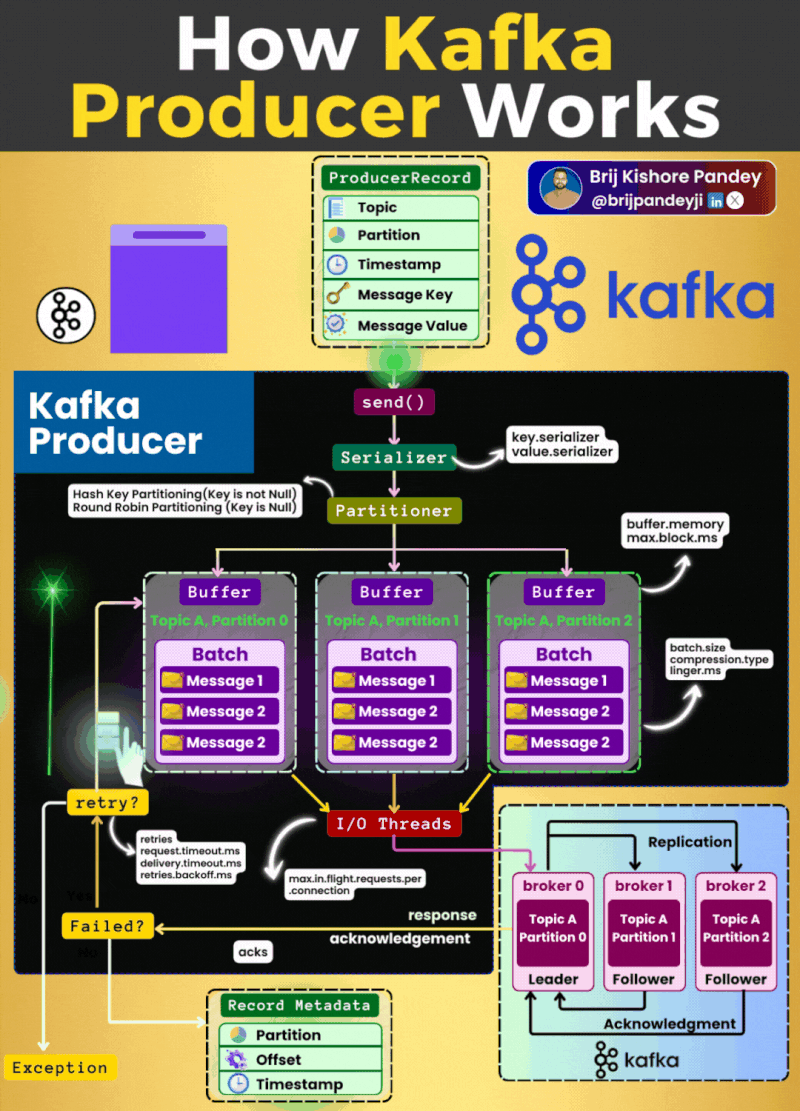 How Kafka
Producer Works
ProducerRecord
Topic
Partition
Timestamp
Message Key
Message Value
Brij Kishore Pandey
@brijpandeyji in X
kafka
Kafka
Producer
send()
Serializer
key.serializer
value.serializer
Hash Key Partitioning(Key is not Null)
Round Robin Partitioning (Key is Null)
Partitioner
buffer.memory
max.block.ms
Buffer
Topic A, Partition 0
Batch
Message 1
Message 2
Message 2
Buffer
Topic A, Partition 1
Batch
Message 1
Message 2
Message 2
Buffer
Topic A, Partition 2
Batch
Message 1
Message 2
Message 2
batch.size
compression.type
linger.ms
retry?
I/O Threads
retries
request.timeout.ms
delivery.timeout.ms
retries.backoff.ms
max.in.flight.requests.per
.connection
Failed?
response
acknowledgement
acks
Replication
broker 0
Topic A
Partition 0
Leader
broker 1
Topic A
Partition 1
Follower
broker 2
Topic A
Partition 2
Follower
Acknowledgment
kafka
Record Metadata
Partition
Offset
Timestamp
Exception